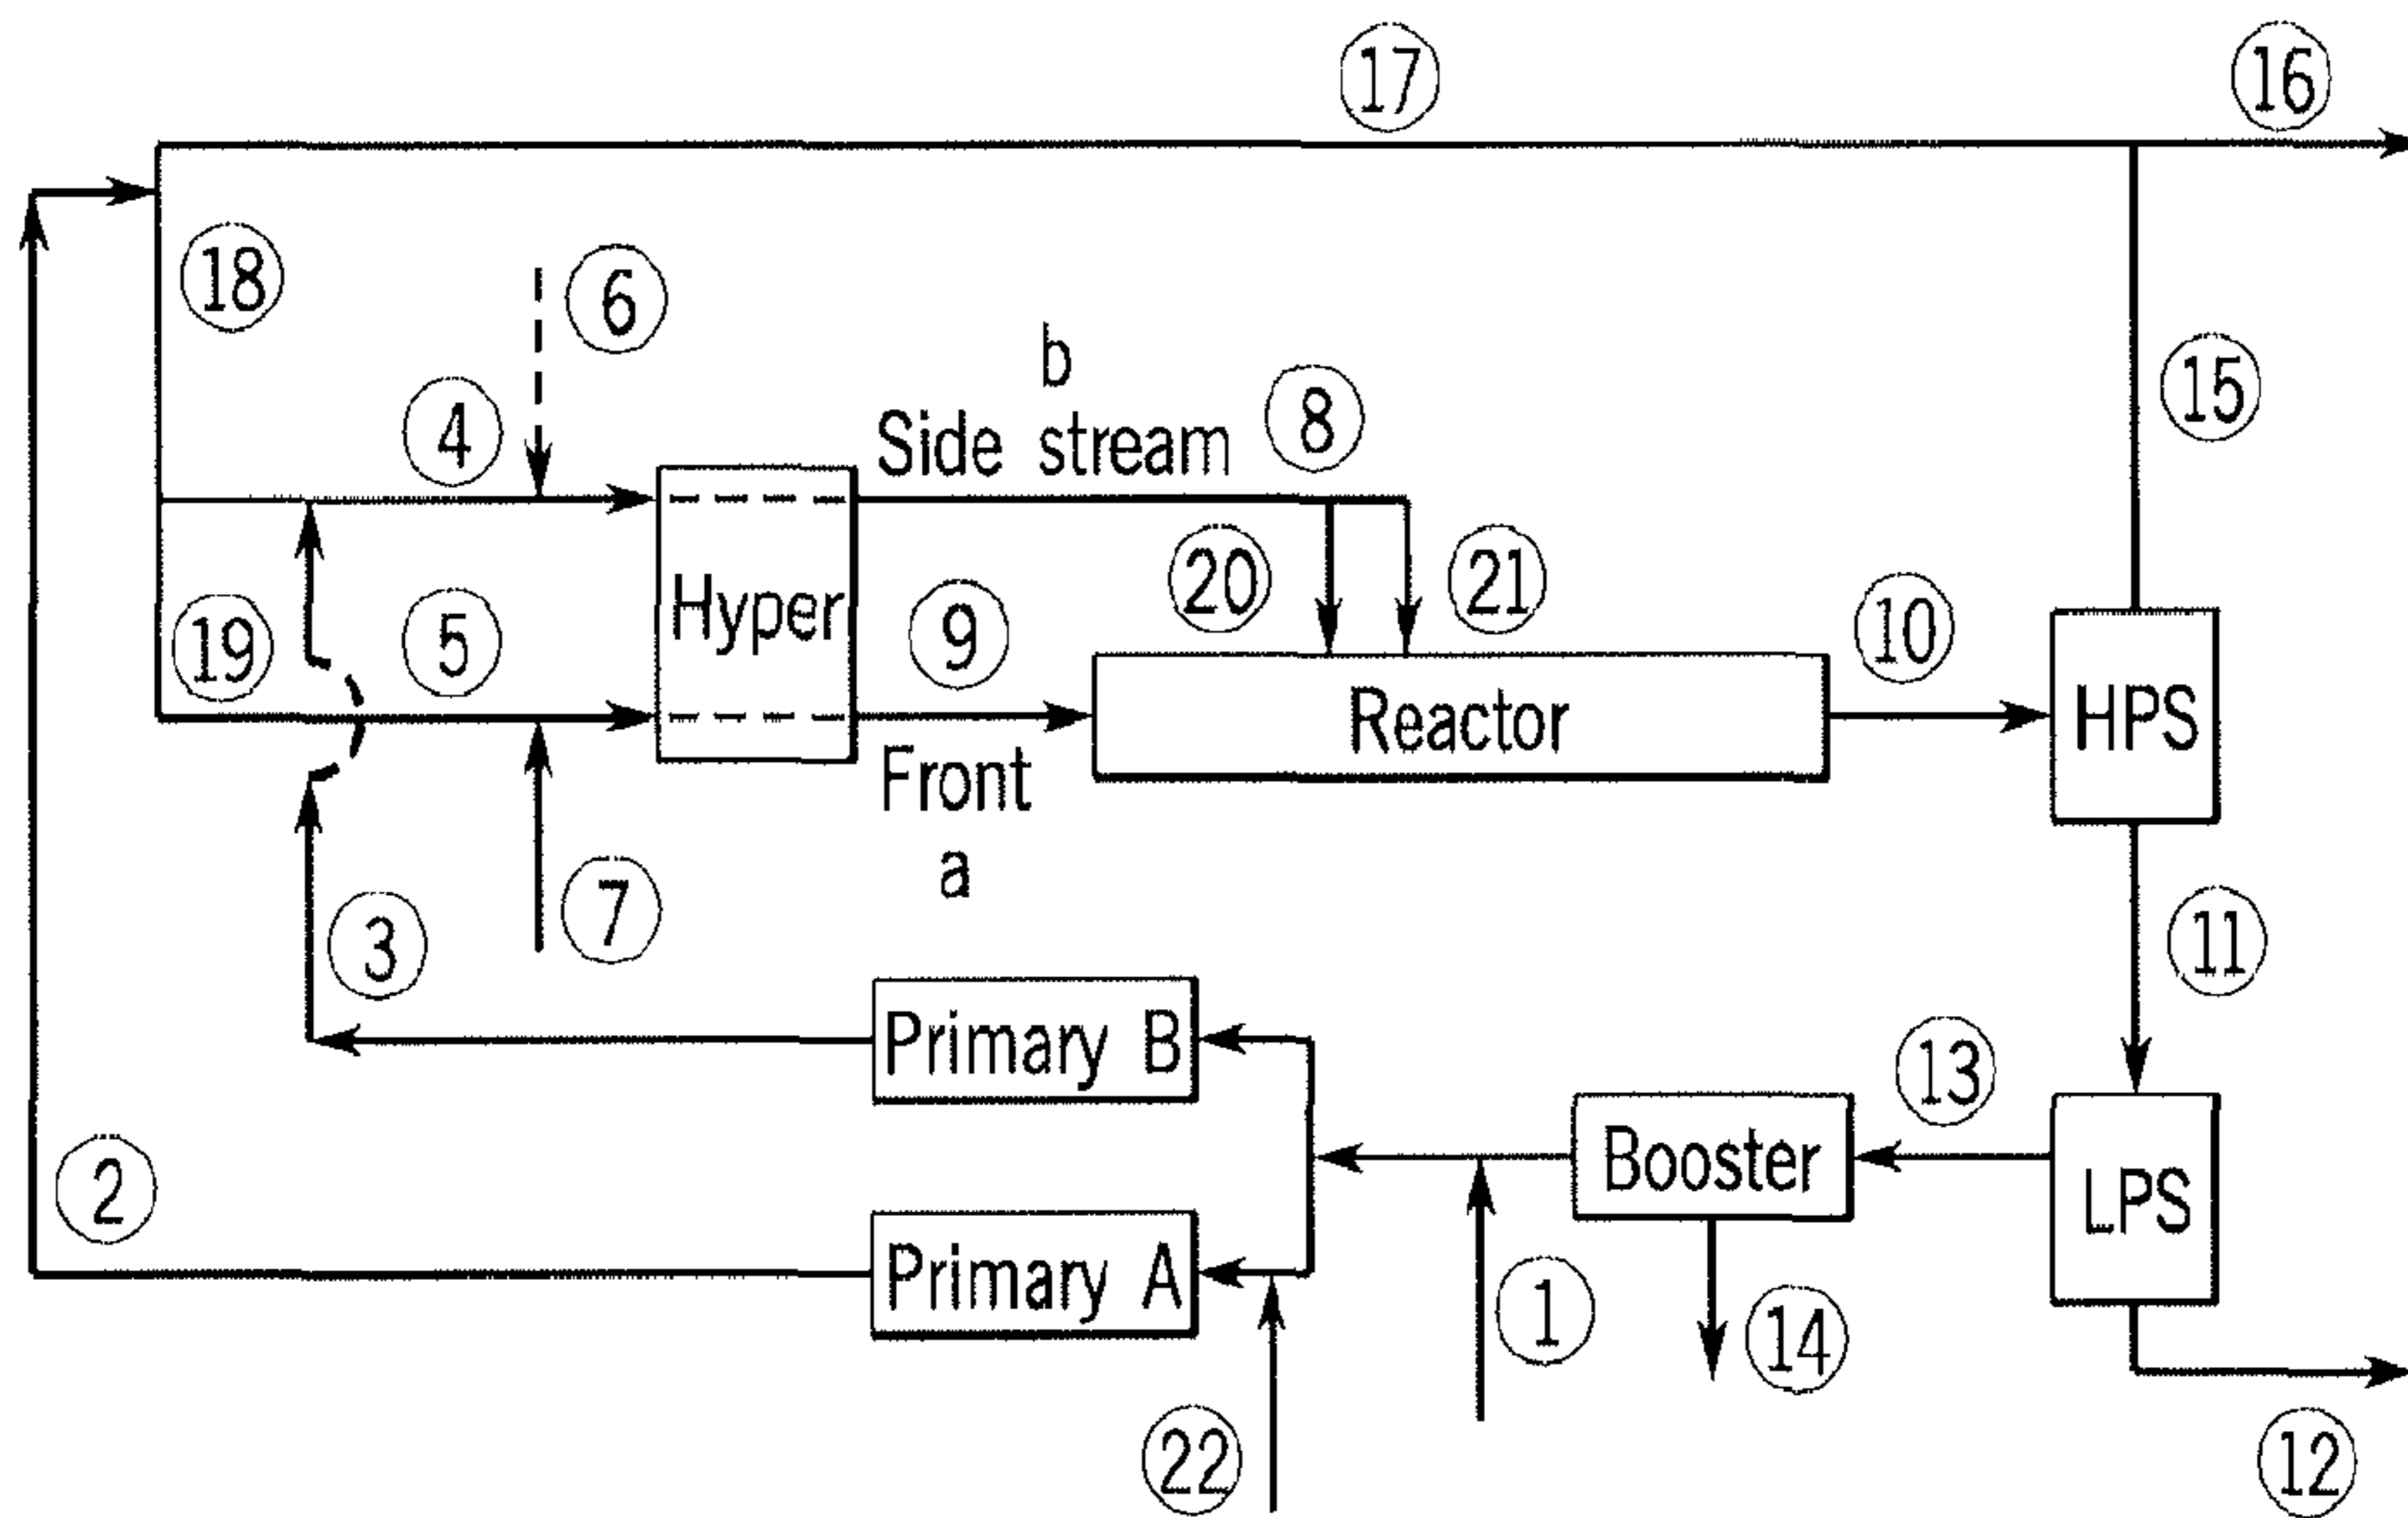 17
16
18
6
b
15
4
Side stream
8
20
21
Hyper
19
5
9
10
Reactor
HPS
Front
a
7
3
11
Primary B
13
Booster
LPS
2
Primary A
1
14
22
12